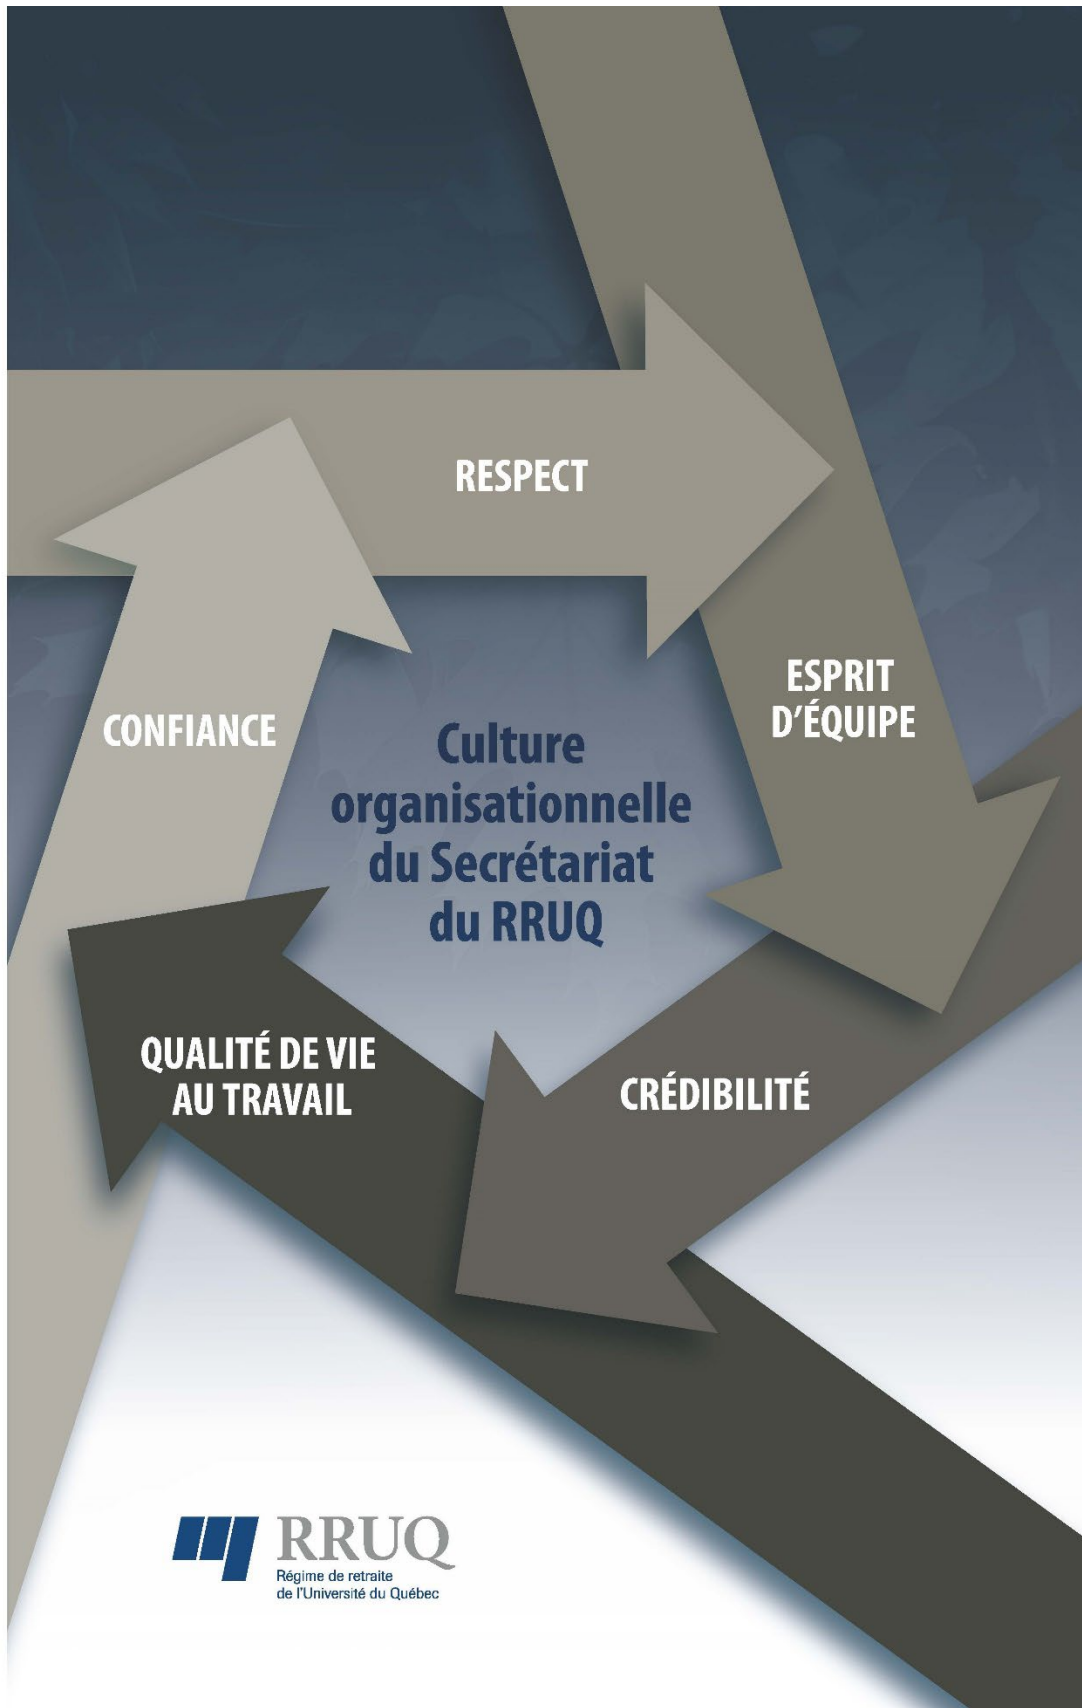 RESPECT
ESPRIT
D'ÉQUIPE
CONFIANCE
Culture
organisationnelle
du Secrétariat
du RRUQ
QUALITÉ DE VIE
AU TRAVAIL
CRÉDIBILITÉ
RRUQ
Régime de retraite
de l'Université du Québec